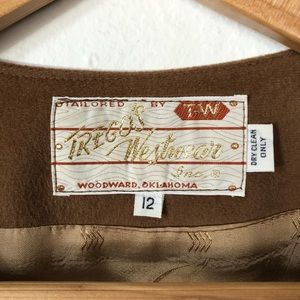 TAILORED BY T-W
TREGO'S
Westwear
Inc ®
WOODWARD, OKLAHOMA
DRY CLEAN
ONLY
12